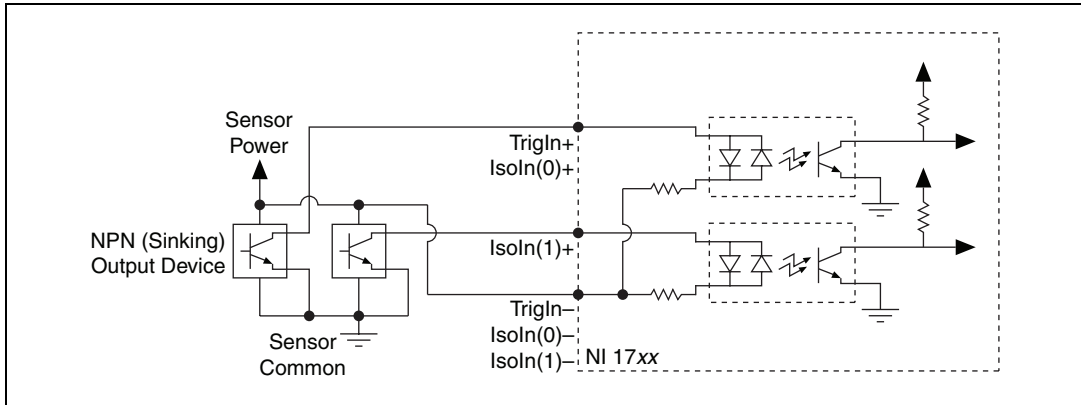 Sensor
Power
NPN (Sinking)
Output Device
Sensor
Common
TrigIn+
IsoIn(0)+
IsoIn(1)+
TrigIn–
IsoIn(0)–
IsoIn(1)–
NI 17xx